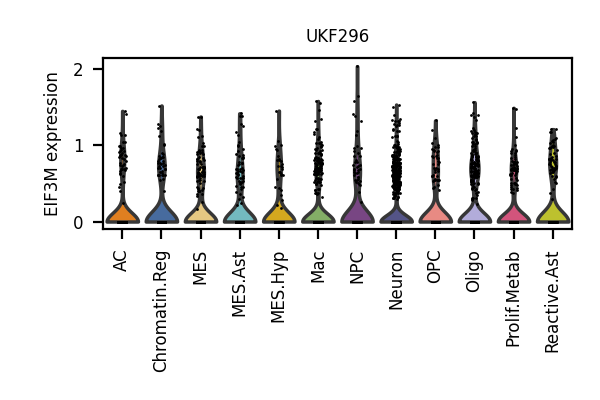 UKF296
EIF3M expression
2
1
0
AC
Chromatin.Reg
MES
MES.Ast
MES.Hyp
Mac
NPC
Neuron
OPC
Oligo
Prolif.Metab
Reactive.Ast